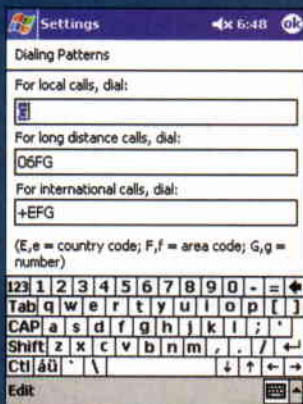 Settings 6:48 ok
Dialing Patterns
For local calls, dial:
G
For long distance calls, dial:
06FG
For international calls, dial:
+EFG
(E,e = country code; F,f = area code; G,g =
number)
123 1 2 3 4 5 6 7 8 9 0 - =
Tab q w e r t y u i o p [ ]
CAP a s d f g h j k l ; '
Shift z x c v b n m , . /
Ctl áü ` \
Edit